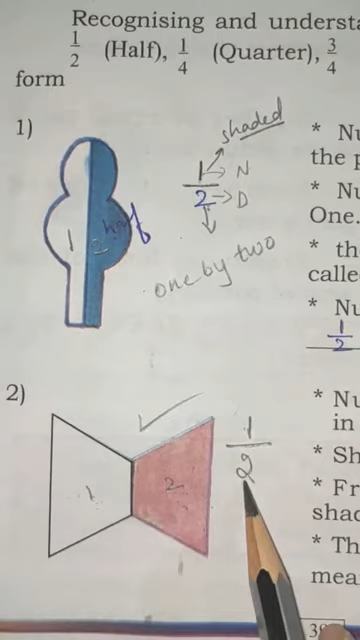 Recognising and understa
1/2 (Half), 1/4 (Quarter), 3/4
form
1)
shaded
1 → N
2 → D
1 2 half
one by two
* Nu
the p
* Nu
One.
* th
calle
* Nu
1/2
2)
1 2
1/2
* Nu
in
* Sh
* Fr
shad
* Th
mea